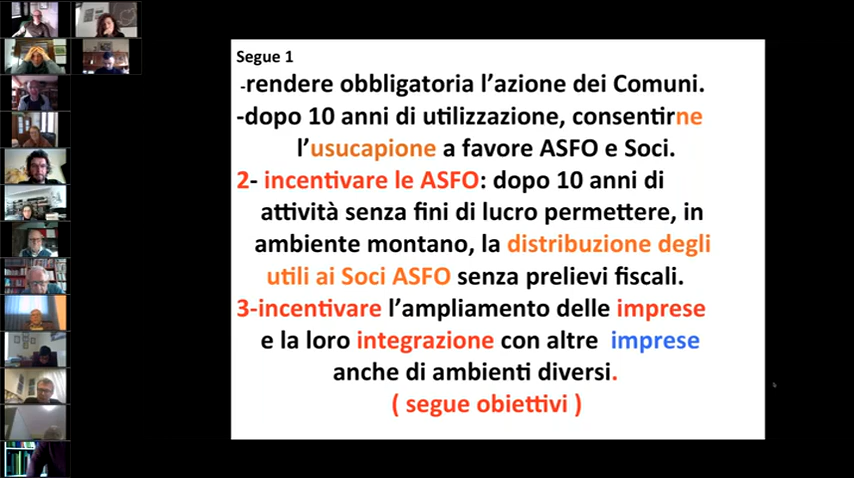 Segue 1
-rendere obbligatoria l'azione dei Comuni.
-dopo 10 anni di utilizzazione, consentirne
l'usucapione a favore ASFO e Soci.
2- incentivare le ASFO: dopo 10 anni di
attività senza fini di lucro permettere, in
ambiente montano, la distribuzione degli
utili ai Soci ASFO senza prelievi fiscali.
3-incentivare l'ampliamento delle imprese
e la loro integrazione con altre imprese
anche di ambienti diversi.
( segue obiettivi )